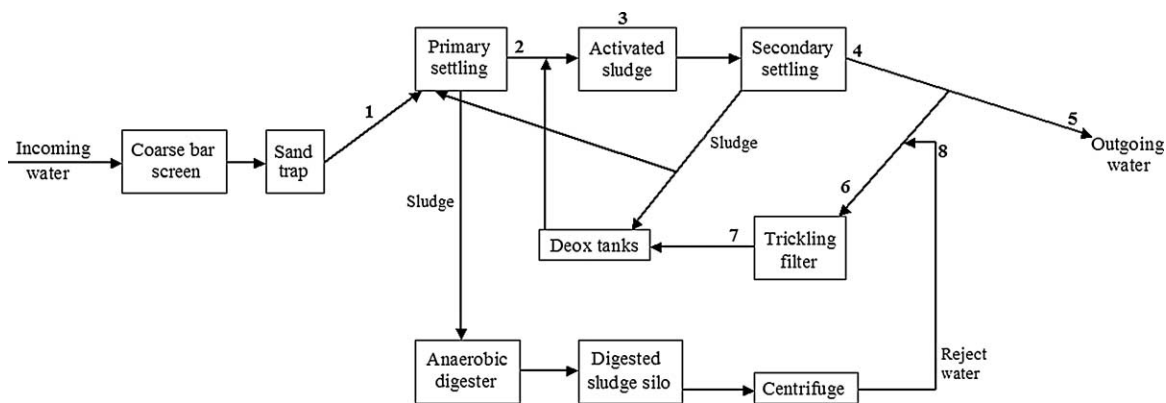 3
Primary
settling
2
Activated
sludge
Secondary
settling
4
1
5
Incoming
water
Coarse bar
screen
Sand
trap
Sludge
Sludge
Outgoing
water
8
6
Deox tanks
7
Trickling
filter
Anaerobic
digester
Digested
sludge silo
Centrifuge
Reject
water